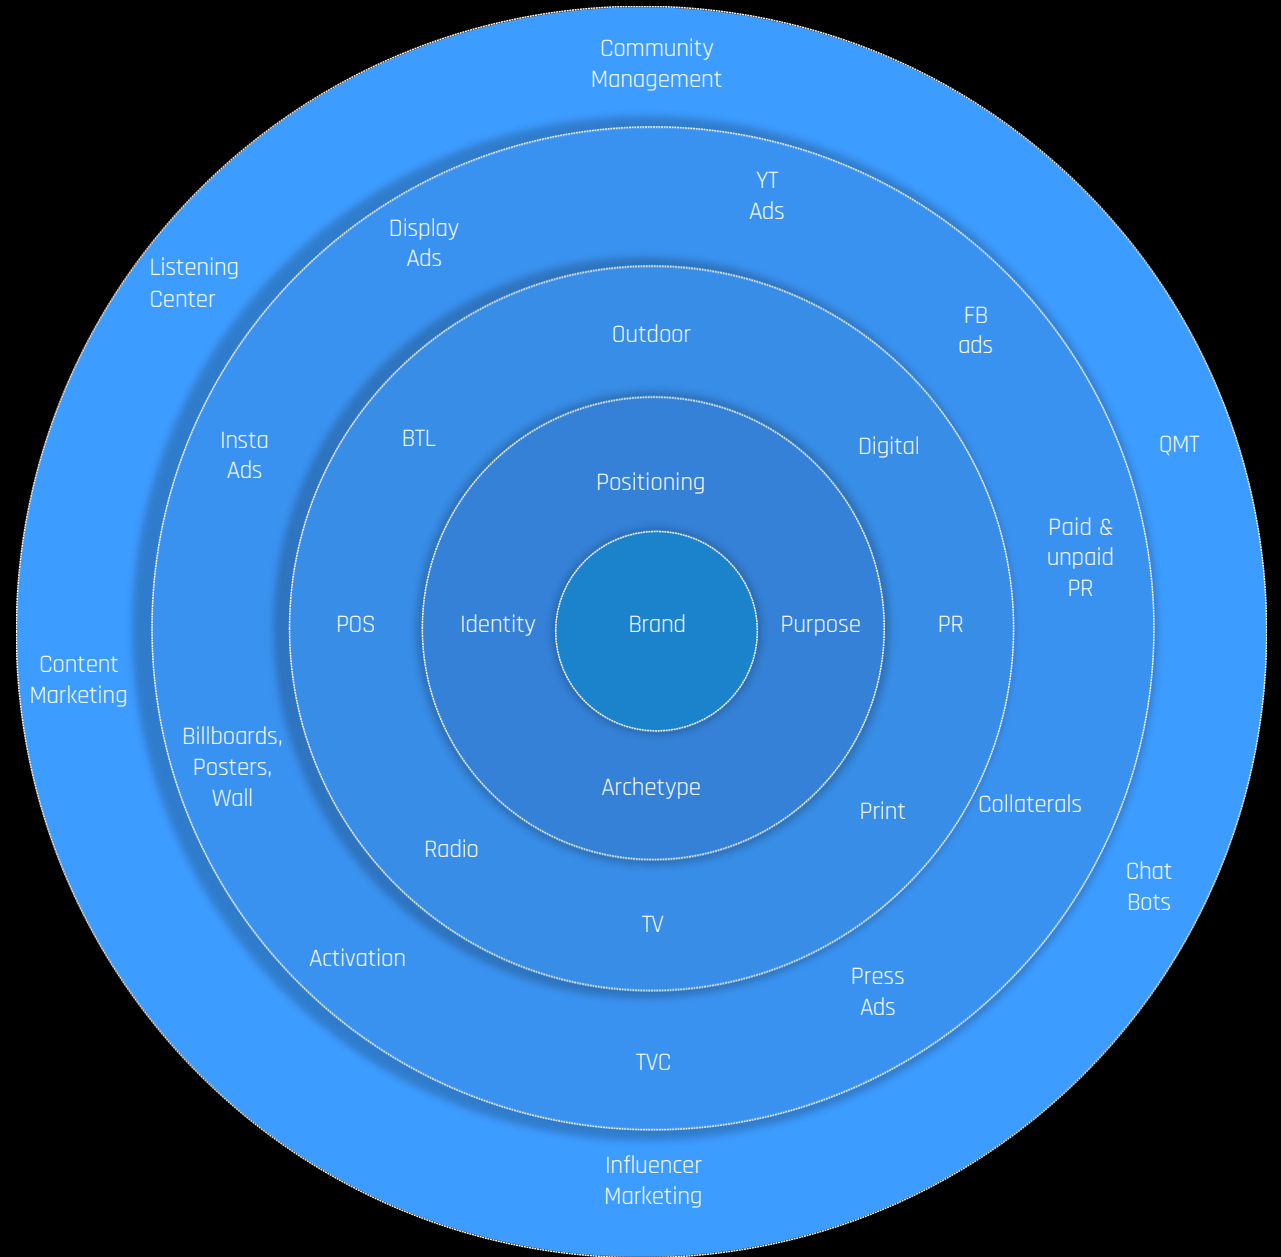 Community
Management
YT
Ads
Display
Ads
Listening
Center
FB
ads
Outdoor
Insta
Ads
BTL
Digital
QMT
Positioning
Paid &
unpaid
PR
POS
Identity
Brand
Purpose
PR
Content
Marketing
Billboards,
Posters,
Wall
Archetype
Print
Collaterals
Radio
Chat
Bots
TV
Activation
Press
Ads
TVC
Influencer
Marketing